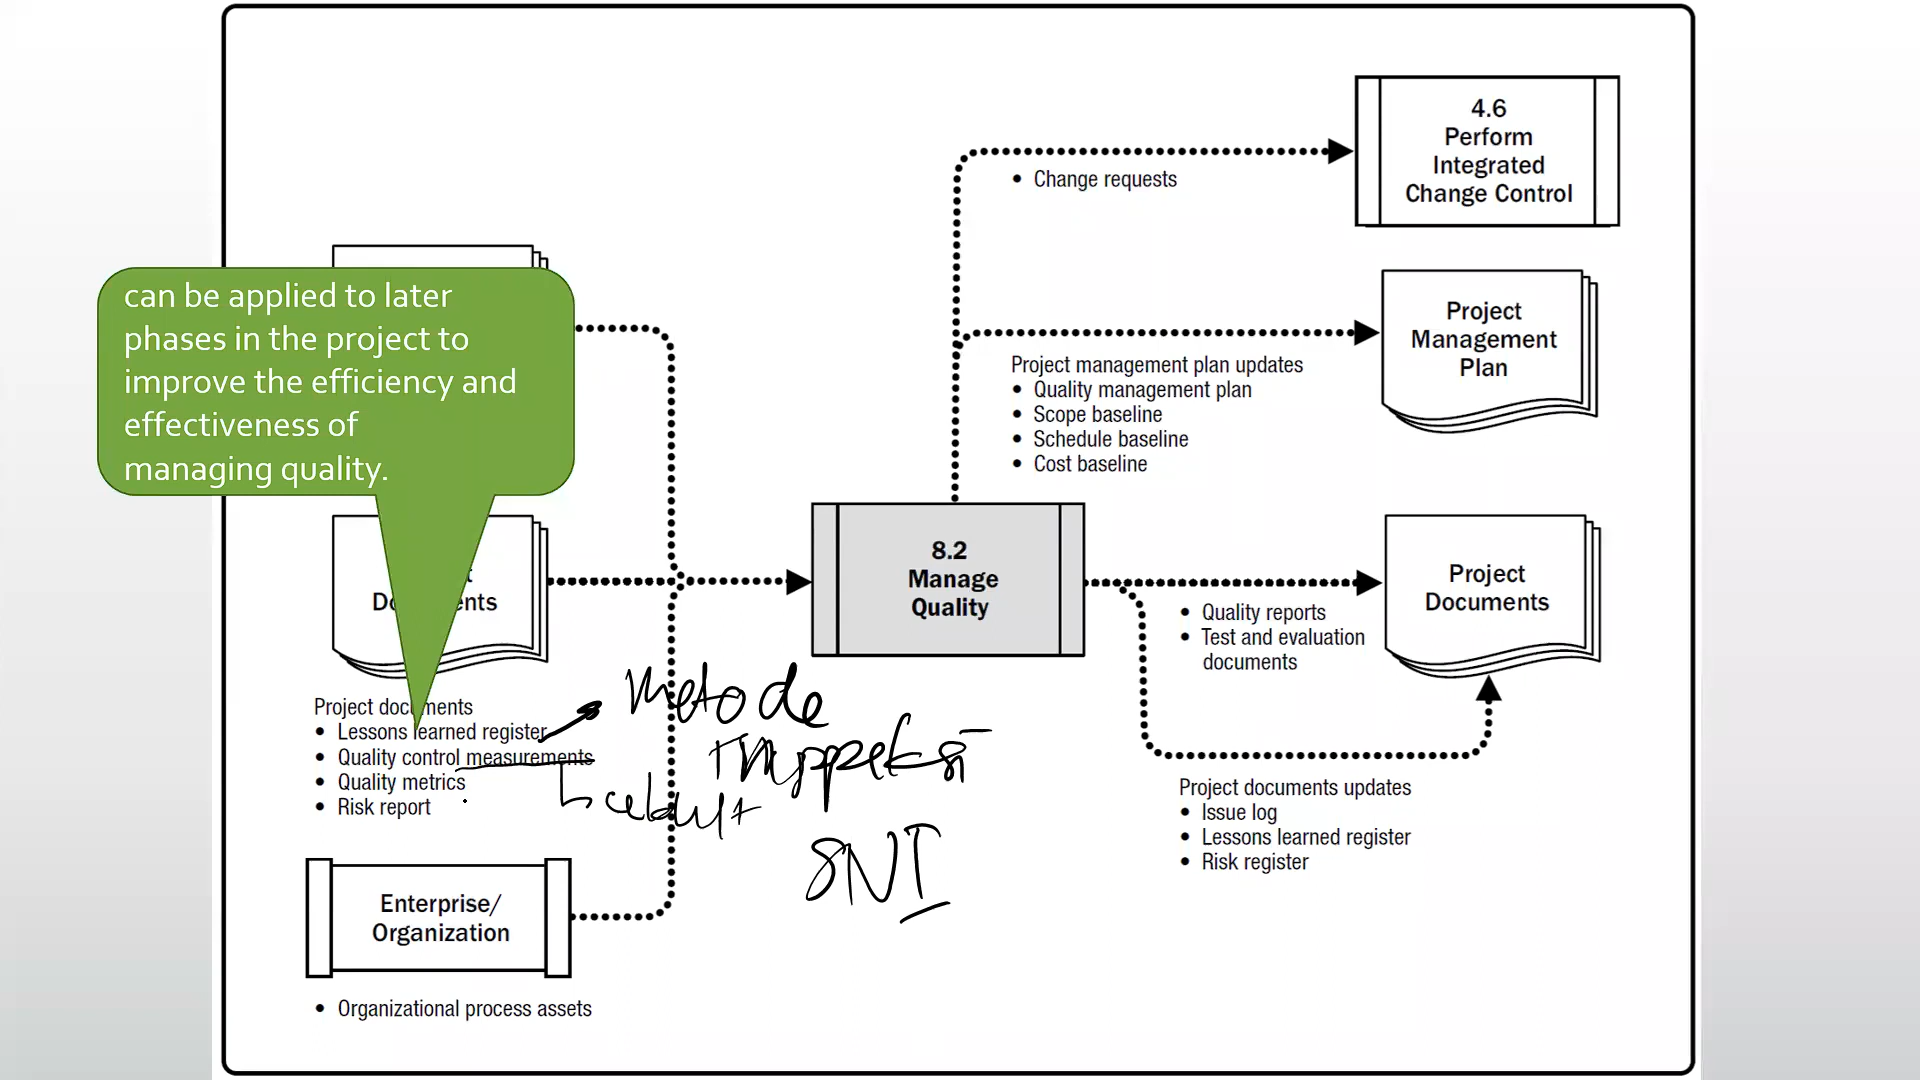 4.6
Perform
Integrated
Change Control
• Change requests
Project
Management
Plan
can be applied to later
phases in the project to
improve the efficiency and
effectiveness of
managing quality.
Project management plan updates
• Quality management plan
• Scope baseline
• Schedule baseline
• Cost baseline
8.2
Manage
Quality
Project
Documents
• Quality reports
• Test and evaluation
documents
Project documents
• Lessons learned register
• Quality control measurements
• Quality metrics
• Risk report
Metode
SNI
Project documents updates
• Issue log
• Lessons learned register
• Risk register
Enterprise/
Organization
• Organizational process assets